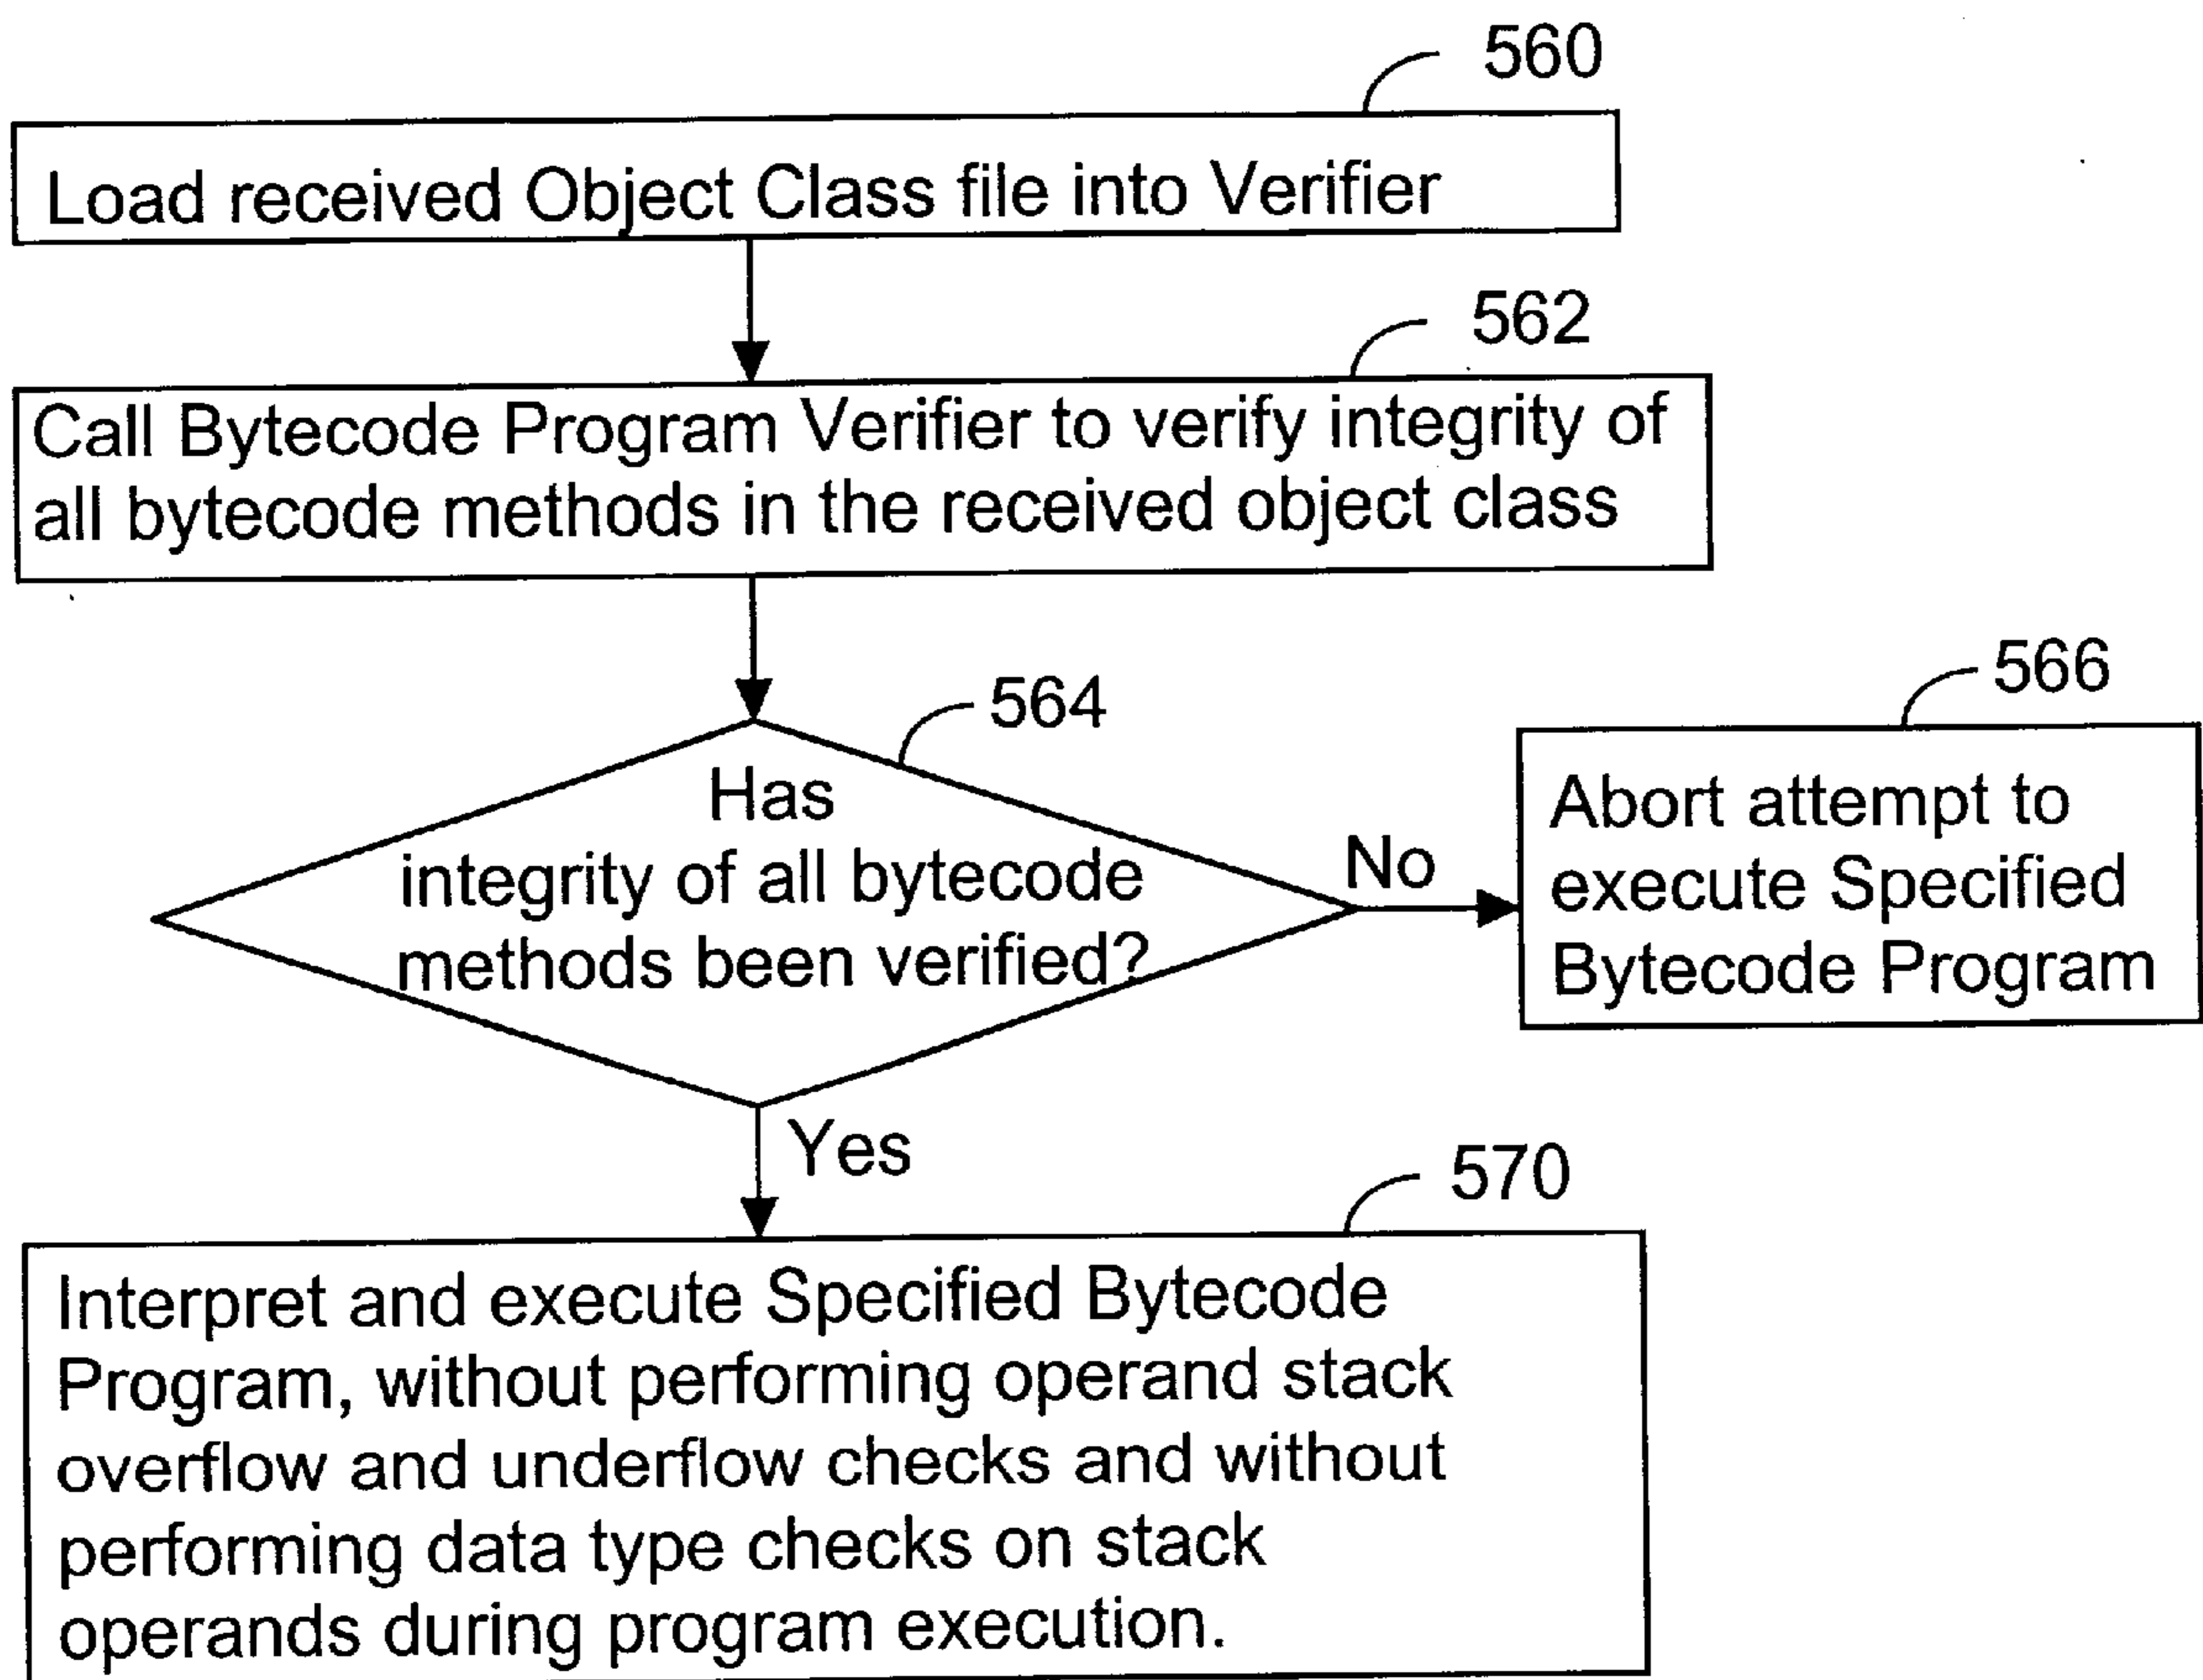 560
Load received Object Class file into Verifier
562
Call Bytecode Program Verifier to verify integrity of
all bytecode methods in the received object class
564
Has
integrity of all bytecode
methods been verified?
No
566
Abort attempt to
execute Specified
Bytecode Program
Yes
570
Interpret and execute Specified Bytecode
Program, without performing operand stack
overflow and underflow checks and without
performing data type checks on stack
operands during program execution.